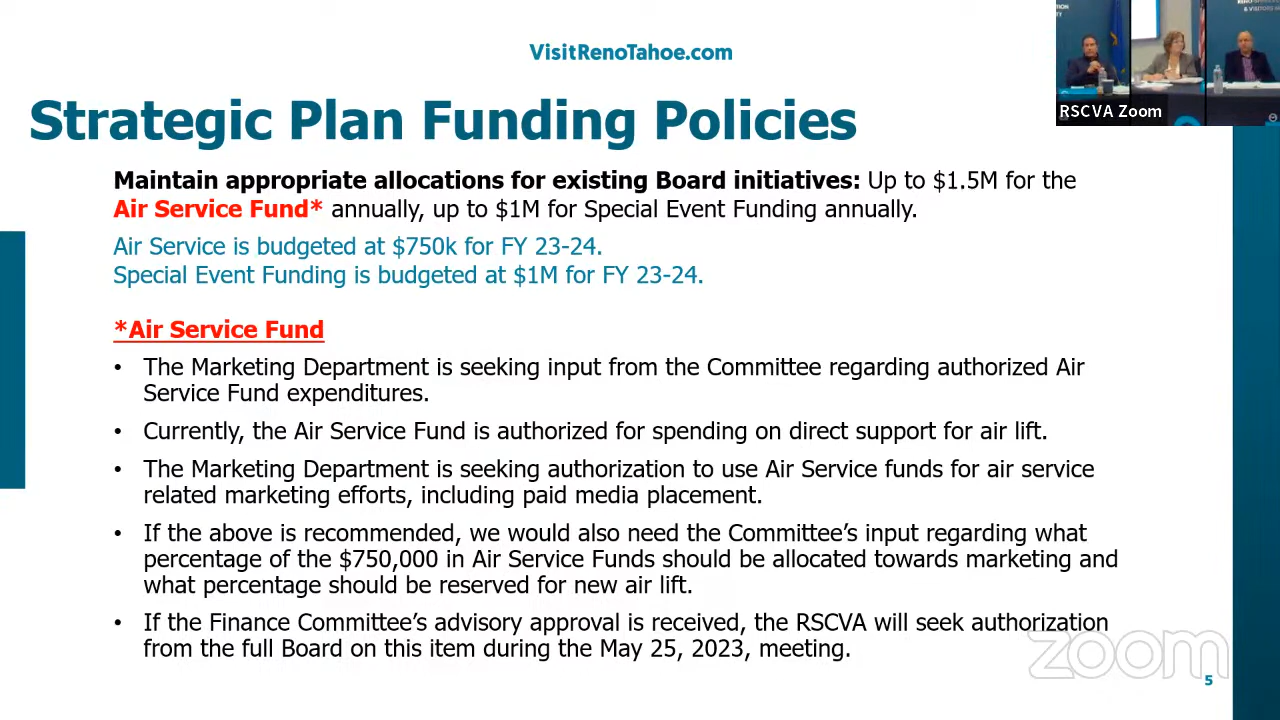 VisitRenoTahoe.com
RSCVA Zoom
Strategic Plan Funding Policies
Maintain appropriate allocations for existing Board initiatives: Up to $1.5M for the
Air Service Fund* annually, up to $1M for Special Event Funding annually.
Air Service is budgeted at $750k for FY 23-24.
Special Event Funding is budgeted at $1M for FY 23-24.
*Air Service Fund
• The Marketing Department is seeking input from the Committee regarding authorized Air
Service Fund expenditures.
• Currently, the Air Service Fund is authorized for spending on direct support for air lift.
• The Marketing Department is seeking authorization to use Air Service funds for air service
related marketing efforts, including paid media placement.
• If the above is recommended, we would also need the Committee’s input regarding what
percentage of the $750,000 in Air Service Funds should be allocated towards marketing and
what percentage should be reserved for new air lift.
• If the Finance Committee’s advisory approval is received, the RSCVA will seek authorization
from the full Board on this item during the May 25, 2023, meeting.
zoom
5